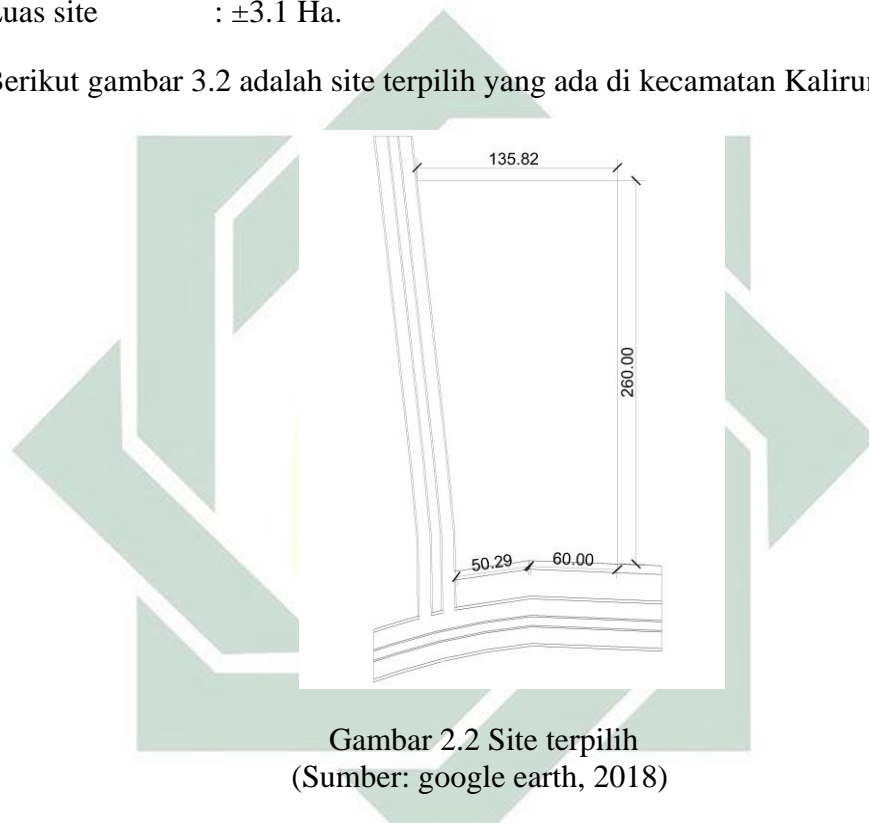 Luas site : ±3.1 Ha.
Berikut gambar 3.2 adalah site terpilih yang ada di kecamatan
135.82
260.00
50.29 60.00
Gambar 2.2 Site terpilih
(Sumber: google earth, 2018)